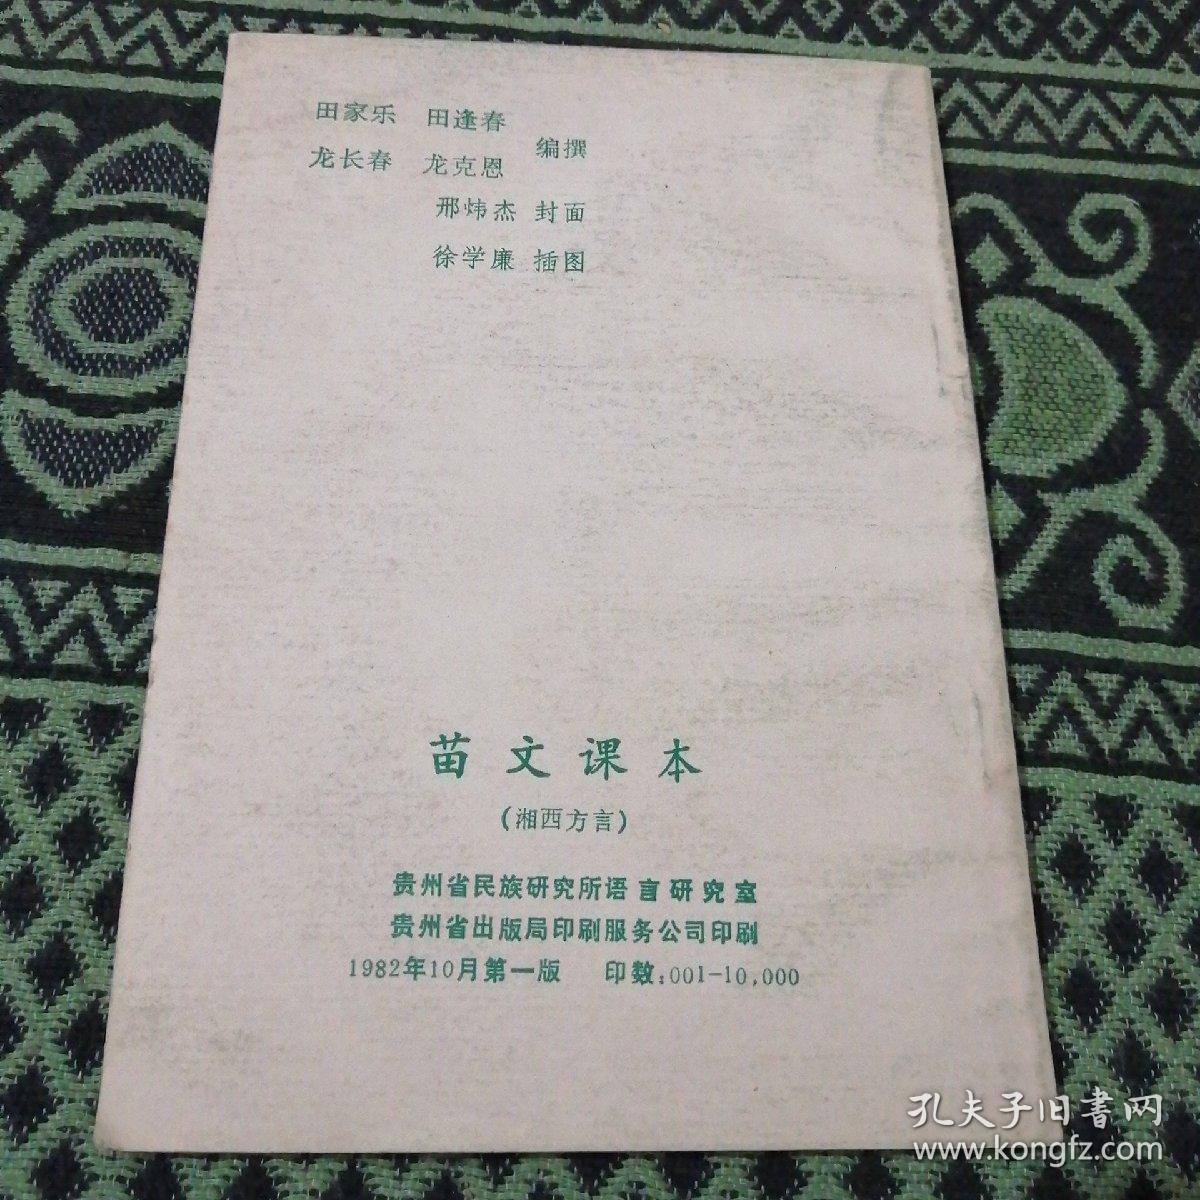 田家乐 田逢春
龙长春 龙克恩 编撰
邢炜杰 封面
徐学廉 插图
苗文课本
(湘西方言)
贵州省民族研究所语言研究室
贵州省出版局印刷服务公司印刷
1982年10月第一版 印数:001-10,000
孔夫子旧书网
www.kongfz.com